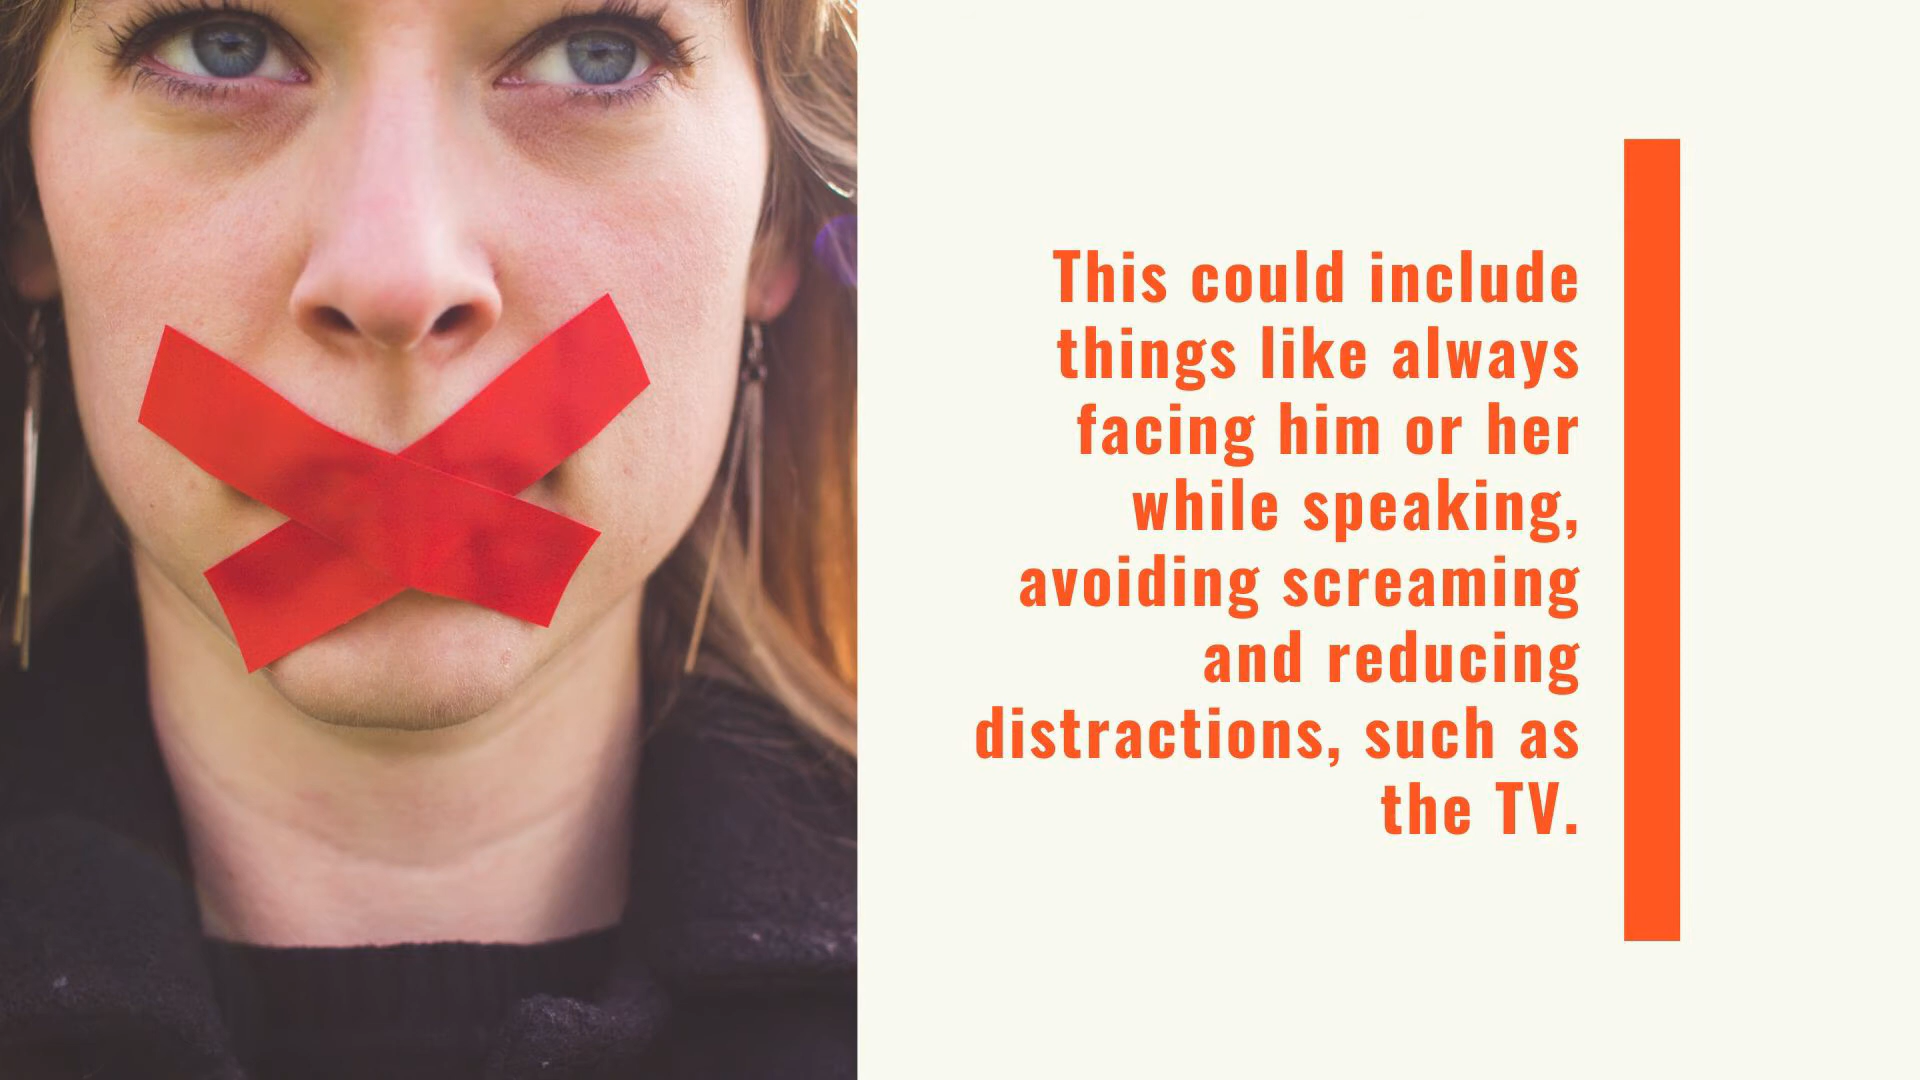 This could include
things like always
facing him or her
while speaking,
avoiding screaming
and reducing
distractions, such as
the TV.